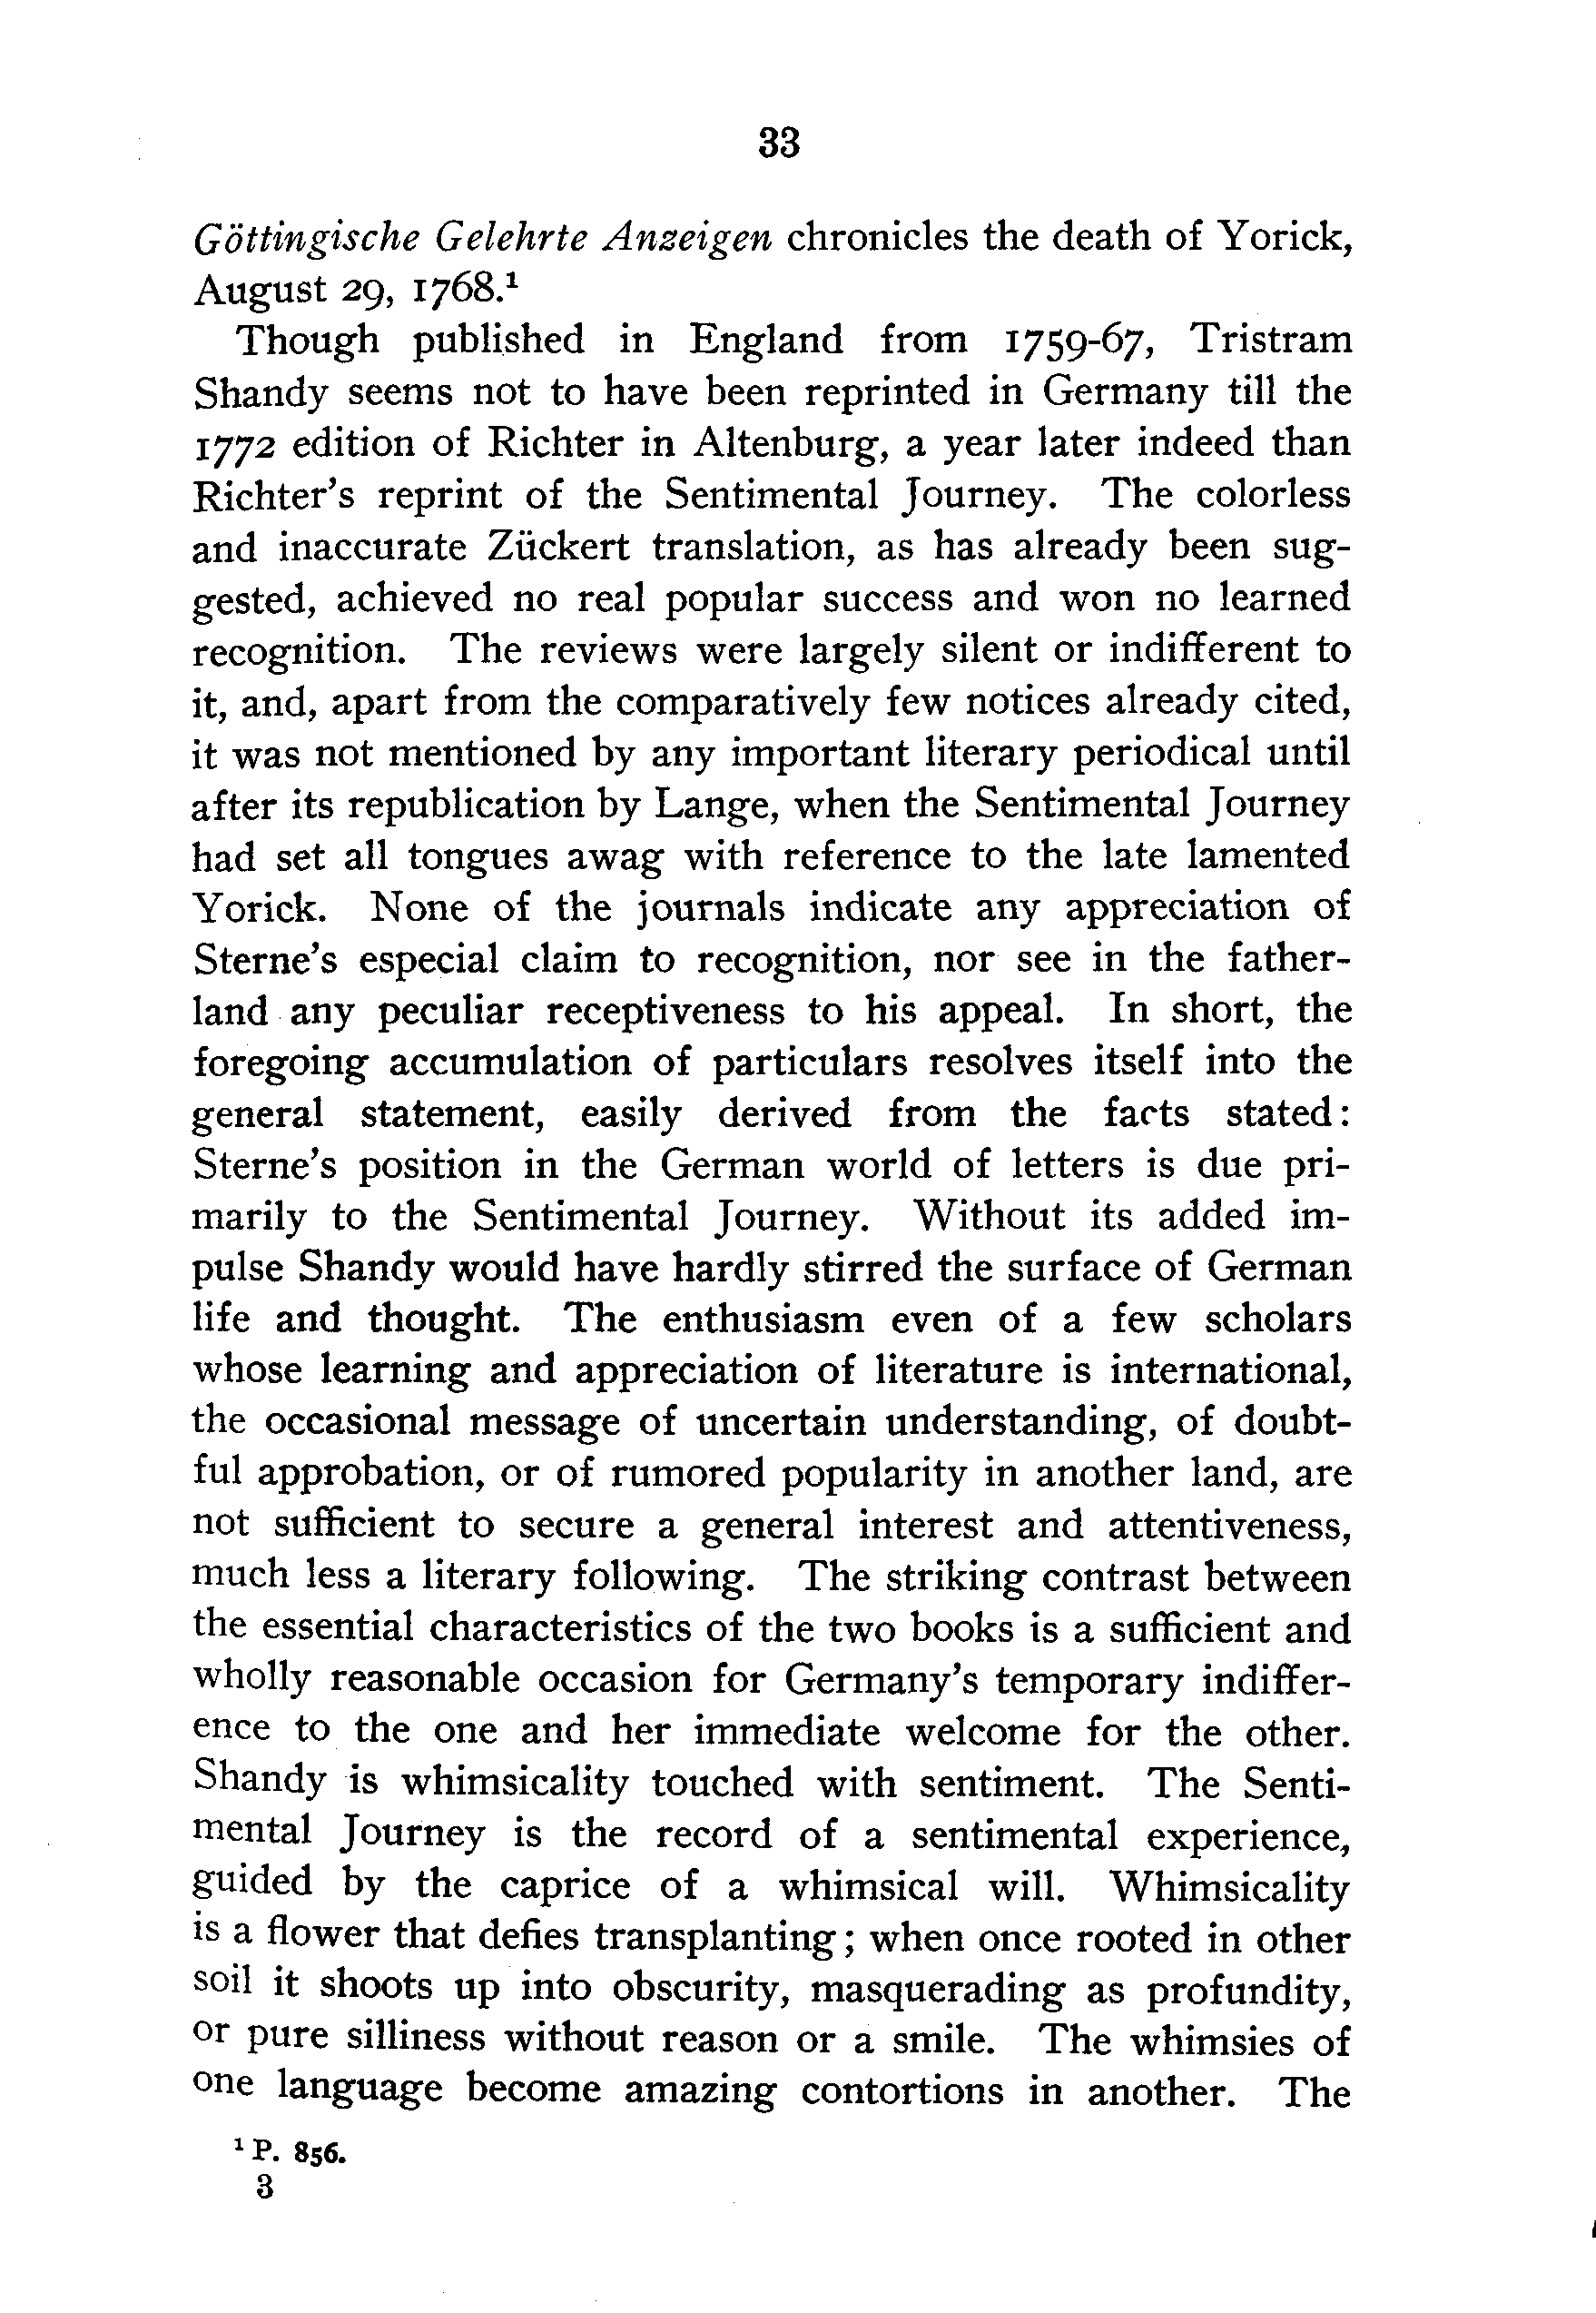 33
Göttingische Gelehrte Anzeigen chronicles the death of Yorick,
August 29, 1768.¹
Though published in England from 1759-67, Tristram
Shandy seems not to have been reprinted in Germany till the
1772 edition of Richter in Altenburg, a year later indeed than
Richter's reprint of the Sentimental Journey. The colorless
and inaccurate Zückert translation, as has already been sug-
gested, achieved no real popular success and won no learned
recognition. The reviews were largely silent or indifferent to
it, and, apart from the comparatively few notices already cited,
it was not mentioned by any important literary periodical until
after its republication by Lange, when the Sentimental Journey
had set all tongues awag with reference to the late lamented
Yorick. None of the journals indicate any appreciation of
Sterne's especial claim to recognition, nor see in the father-
land any peculiar receptiveness to his appeal. In short, the
foregoing accumulation of particulars resolves itself into the
general statement, easily derived from the facts stated:
Sterne's position in the German world of letters is due pri-
marily to the Sentimental Journey. Without its added im-
pulse Shandy would have hardly stirred the surface of German
life and thought. The enthusiasm even of a few scholars
whose learning and appreciation of literature is international,
the occasional message of uncertain understanding, of doubt-
ful approbation, or of rumored popularity in another land, are
not sufficient to secure a general interest and attentiveness,
much less a literary following. The striking contrast between
the essential characteristics of the two books is a sufficient and
wholly reasonable occasion for Germany's temporary indiffer-
ence to the one and her immediate welcome for the other.
Shandy is whimsicality touched with sentiment. The Senti-
mental Journey is the record of a sentimental experience,
guided by the caprice of a whimsical will. Whimsicality
is a flower that defies transplanting; when once rooted in other
soil it shoots up into obscurity, masquerading as profundity,
or pure silliness without reason or a smile. The whimsies of
one language become amazing contortions in another. The
¹ P. 856.
3